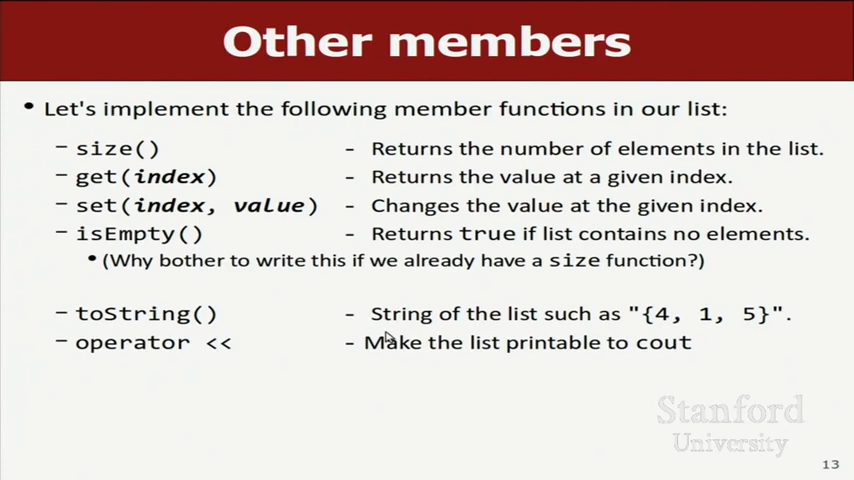 Other members
• Let's implement the following member functions in our list:
– size() - Returns the number of elements in the list.
– get(index) - Returns the value at a given index.
– set(index, value) - Changes the value at the given index.
– isEmpty() - Returns true if list contains no elements.
• (Why bother to write this if we already have a size function?)
– toString() - String of the list such as "{4, 1, 5}".
– operator << - Make the list printable to cout
Stanford
University
13